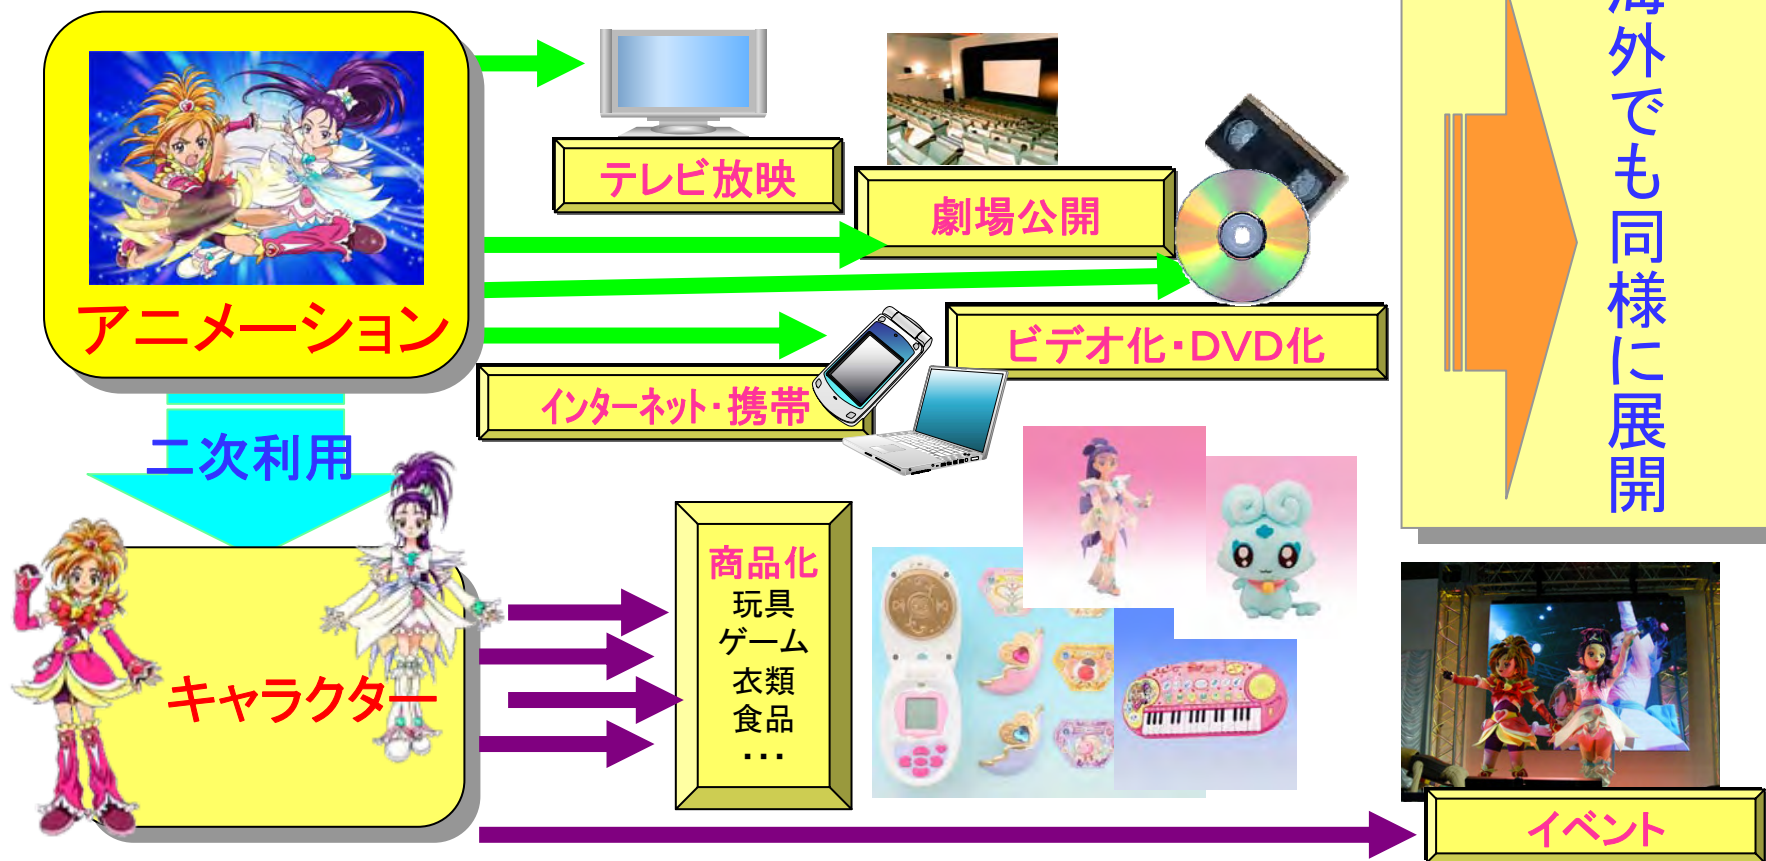 アニメーション
テレビ放映
劇場公開
ビデオ化・DVD化
インターネット・携帯
二次利用
キャラクター
商品化
玩具
ゲーム
衣類
食品
・・・
イベント
海外でも同様に展開